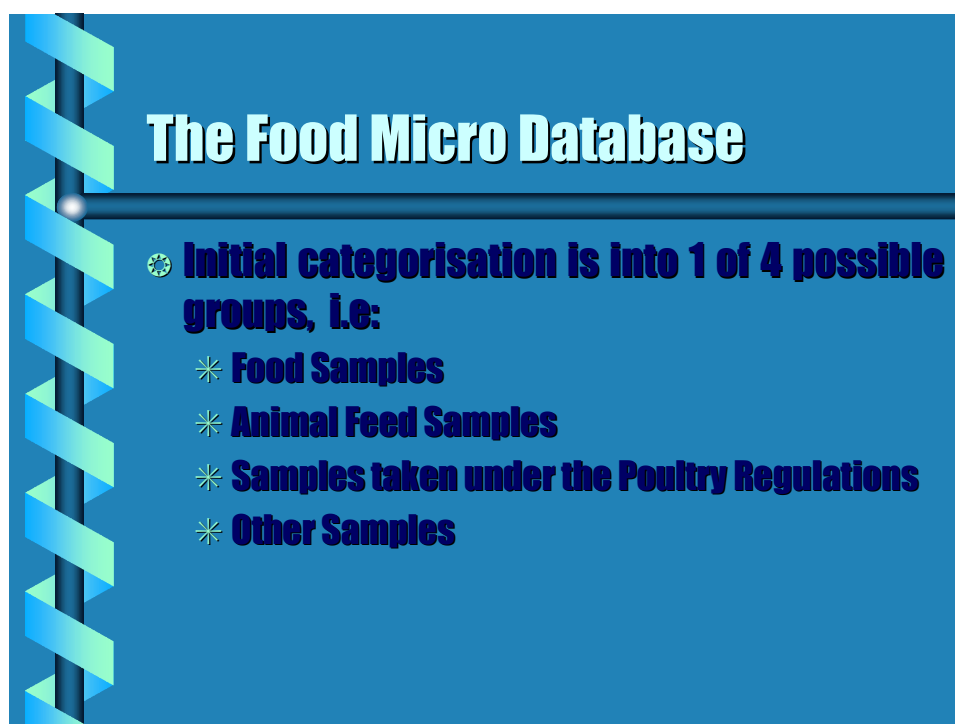 The Food Micro Database
Initial categorisation is into 1 of 4 possible
groups, i.e:
Food Samples
Animal Feed Samples
Samples taken under the Poultry Regulations
Other Samples